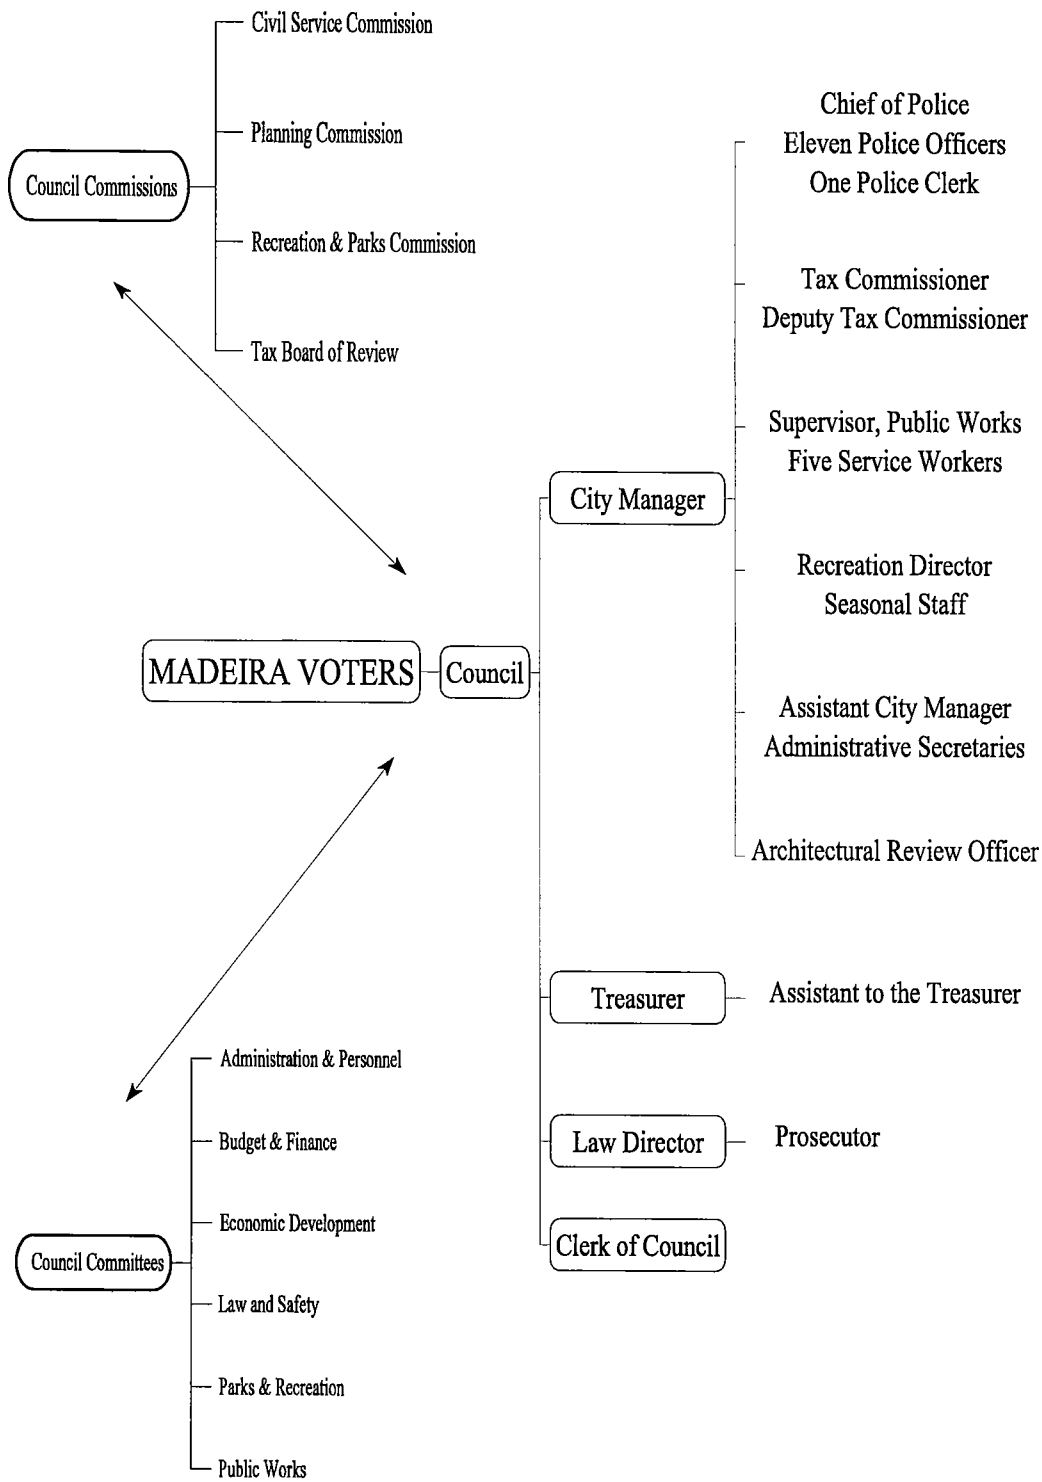 Civil Service Commission
Planning Commission
Council Commissions
Recreation & Parks Commission
Tax Board of Review
Chief of Police
Eleven Police Officers
One Police Clerk
Tax Commissioner
Deputy Tax Commissioner
Supervisor, Public Works
Five Service Workers
City Manager
Recreation Director
Seasonal Staff
MADEIRA VOTERS
Council
Assistant City Manager
Administrative Secretaries
Architectural Review Officer
Treasurer
Assistant to the Treasurer
Law Director
Prosecutor
Clerk of Council
Administration & Personnel
Budget & Finance
Economic Development
Council Committees
Law and Safety
Parks & Recreation
Public Works